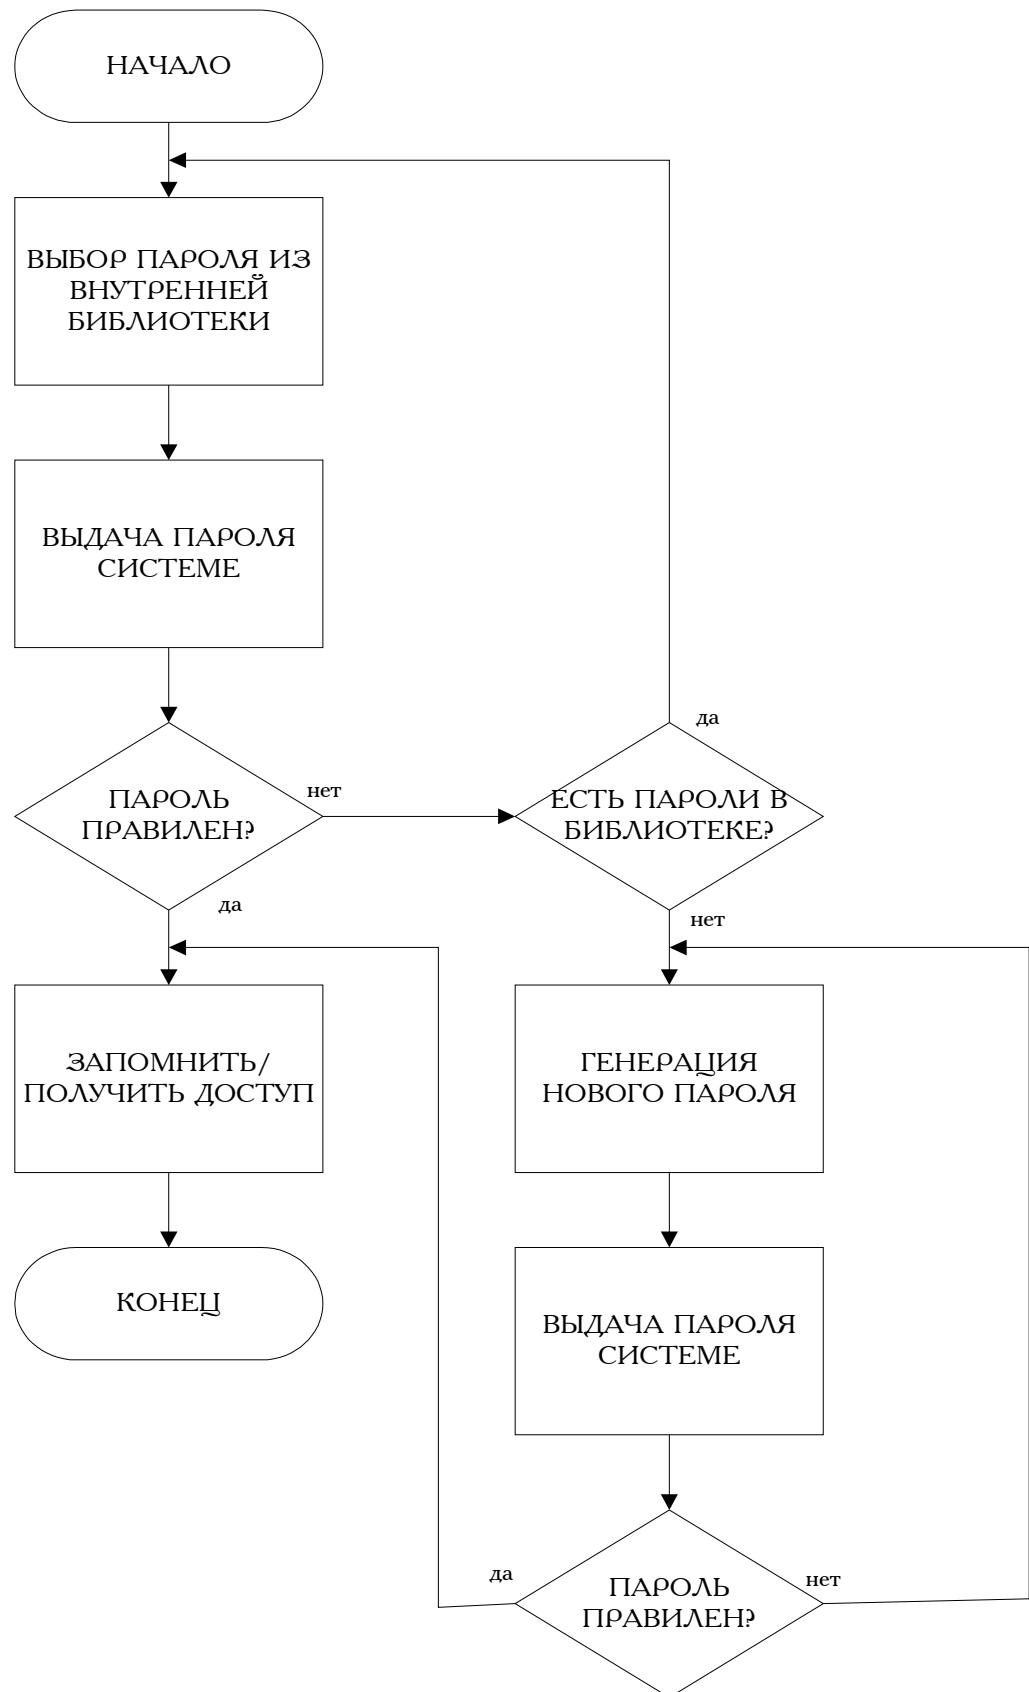 НАЧАЛО
ВЫБОР ПАРОЛЯ ИЗ
ВНУТРЕННЕЙ
БИБЛИОТЕКИ
ВЫДАЧА ПАРОЛЯ
СИСТЕМЕ
да
ПАРОЛЬ
ПРАВИЛЕН?
нет
ЕСТЬ ПАРОЛИ В
БИБЛИОТЕКЕ?
да
нет
ЗАПОМНИТЬ/
ПОЛУЧИТЬ ДОСТУП
ГЕНЕРАЦИЯ
НОВОГО ПАРОЛЯ
КОНЕЦ
ВЫДАЧА ПАРОЛЯ
СИСТЕМЕ
да
ПАРОЛЬ
ПРАВИЛЕН?
нет